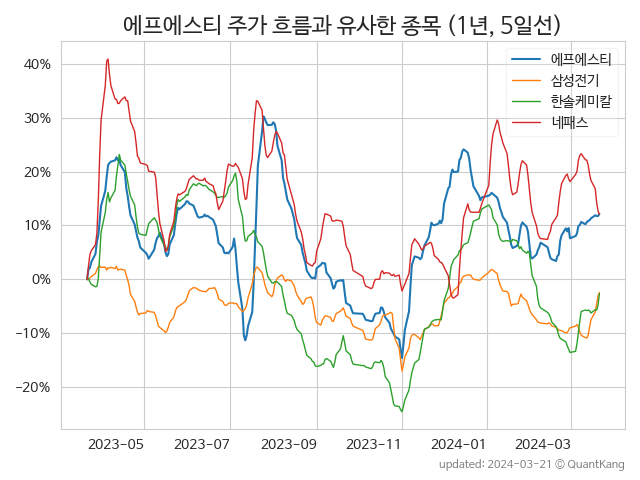 에프에스티 주가 흐름과 유사한 종목 (1년, 5일선)
에프에스티
삼성전기
한솔케미칼
네패스
40%
30%
20%
10%
0%
−10%
−20%
2023-05 2023-07 2023-09 2023-11 2024-01 2024-03
updated: 2024-03-21 © QuantKang